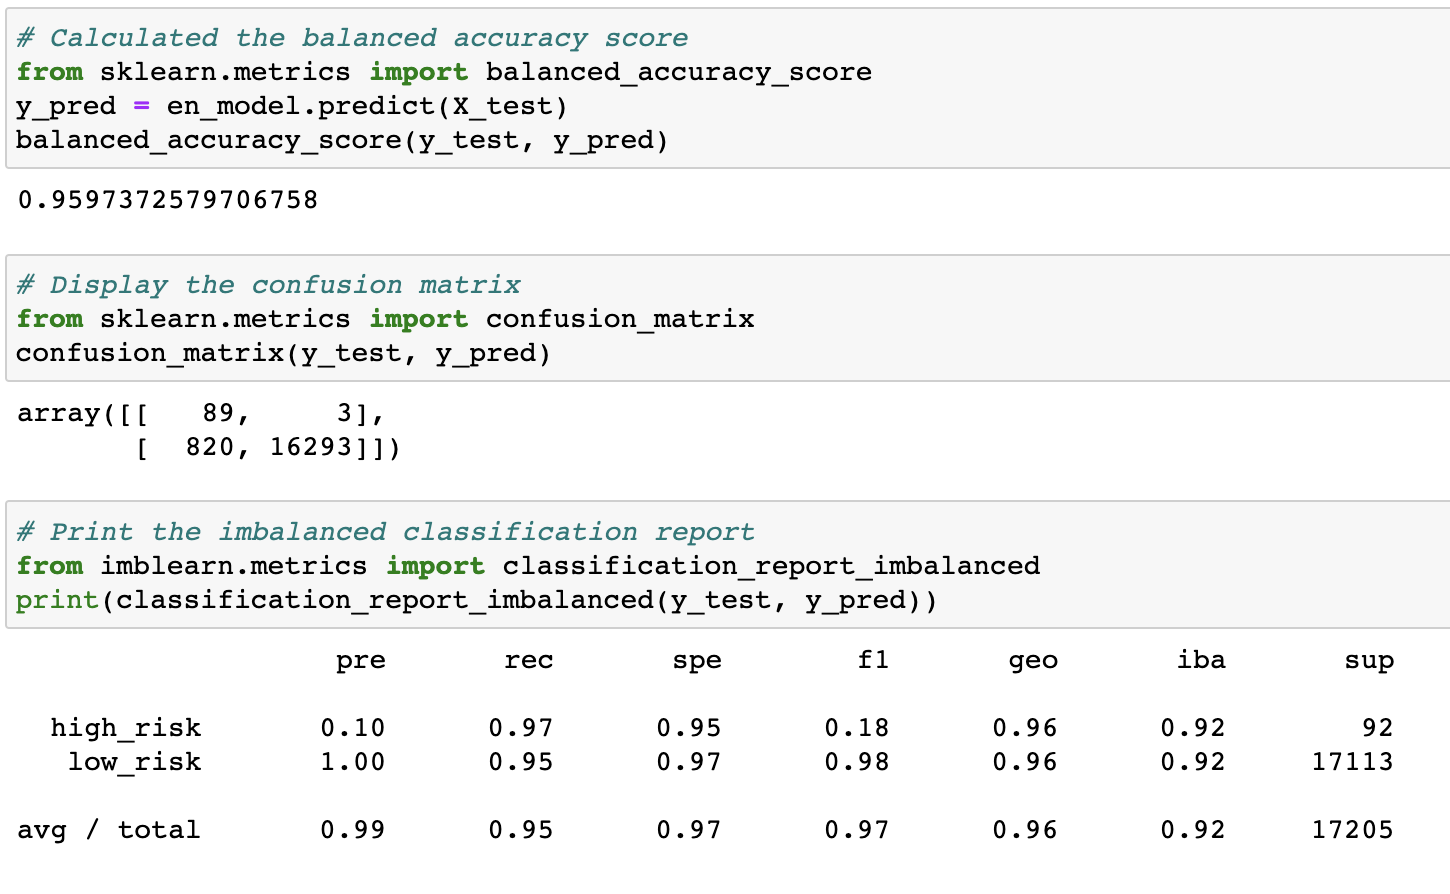 # Calculated the balanced accuracy score
from sklearn.metrics import balanced_accuracy_score
y_pred = en_model.predict(X_test)
balanced_accuracy_score(y_test, y_pred)
0.9597372579706758
# Display the confusion matrix
from sklearn.metrics import confusion_matrix
confusion_matrix(y_test, y_pred)
array([[   89,     3],
       [  820, 16293]])
# Print the imbalanced classification report
from imblearn.metrics import classification_report_imbalanced
print(classification_report_imbalanced(y_test, y_pred))
                   pre       rec       spe        f1       geo       iba       sup
  high_risk       0.10      0.97      0.95      0.18      0.96      0.92        92
   low_risk       1.00      0.95      0.97      0.98      0.96      0.92     17113
avg / total       0.99      0.95      0.97      0.97      0.96      0.92     17205